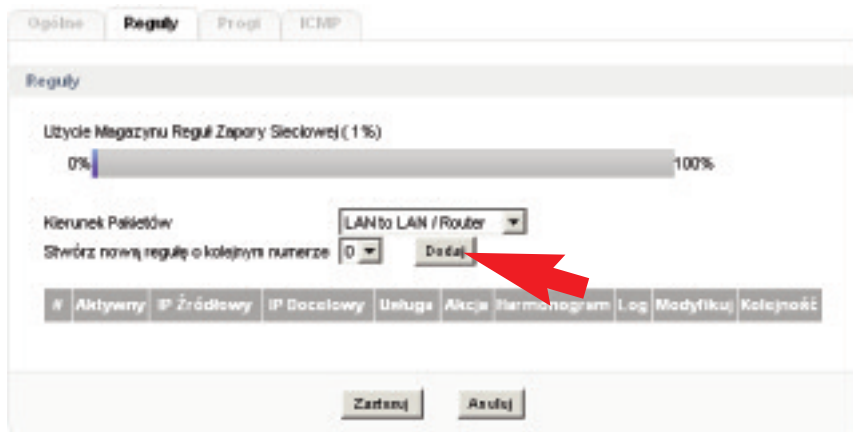 Ogólne Reguły Progi ICMP
Reguły
Użycie Magazynu Reguł Zapory Sieciowej ( 1%)
0% 100%
Kierunek Pakietów LAN to LAN / Router
Stwórz nową regułę o kolejnym numerze 0 Dodaj
# Aktywny IP Źródłowy IP Docelowy Usługa Akcja Harmonogram Log Modyfikuj Kolejność
Zastosuj Anuluj